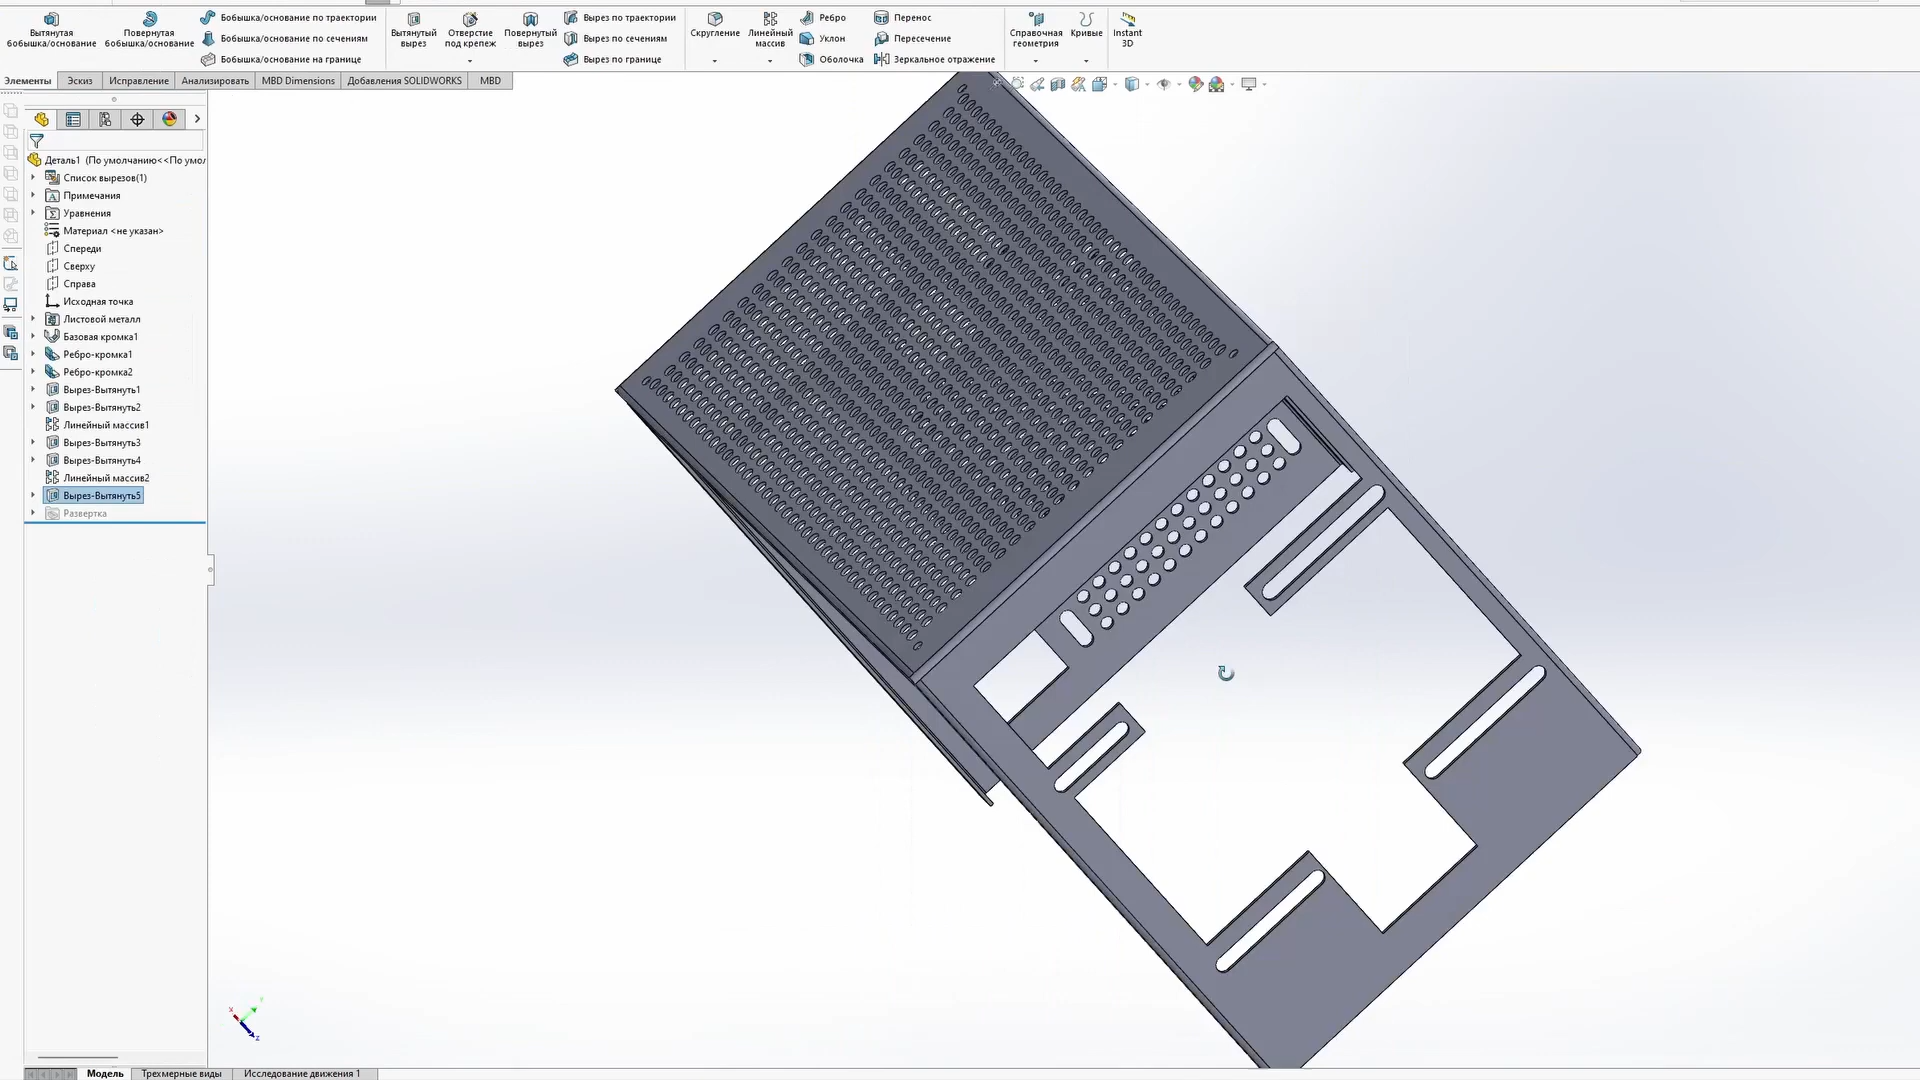 Вытянутая бобышка/основание
Повернутая бобышка/основание
Бобышка/основание по траектории
Бобышка/основание по сечениям
Бобышка/основание на границе
Вытянутый вырез
Отверстие под крепеж
Повернутый вырез
Вырез по траектории
Вырез по сечениям
Вырез по границе
Скругление
Линейный массив
Ребро
Уклон
Оболочка
Перенос
Пересечение
Зеркальное отражение
Справочная геометрия
Кривые
Instant 3D
Элементы
Эскиз
Исправление
Анализировать
MBD Dimensions
Добавления SOLIDWORKS
MBD
Деталь1 (По умолчанию<<По умол
Список вырезов(1)
Примечания
Уравнения
Материал <не указан>
Спереди
Сверху
Справа
Исходная точка
Листовой металл
Базовая кромка1
Ребро-кромка1
Ребро-кромка2
Вырез-Вытянуть1
Вырез-Вытянуть2
Линейный массив1
Вырез-Вытянуть3
Вырез-Вытянуть4
Линейный массив2
Вырез-Вытянуть5
Развертка
Модель
Трехмерные виды
Исследование движения 1